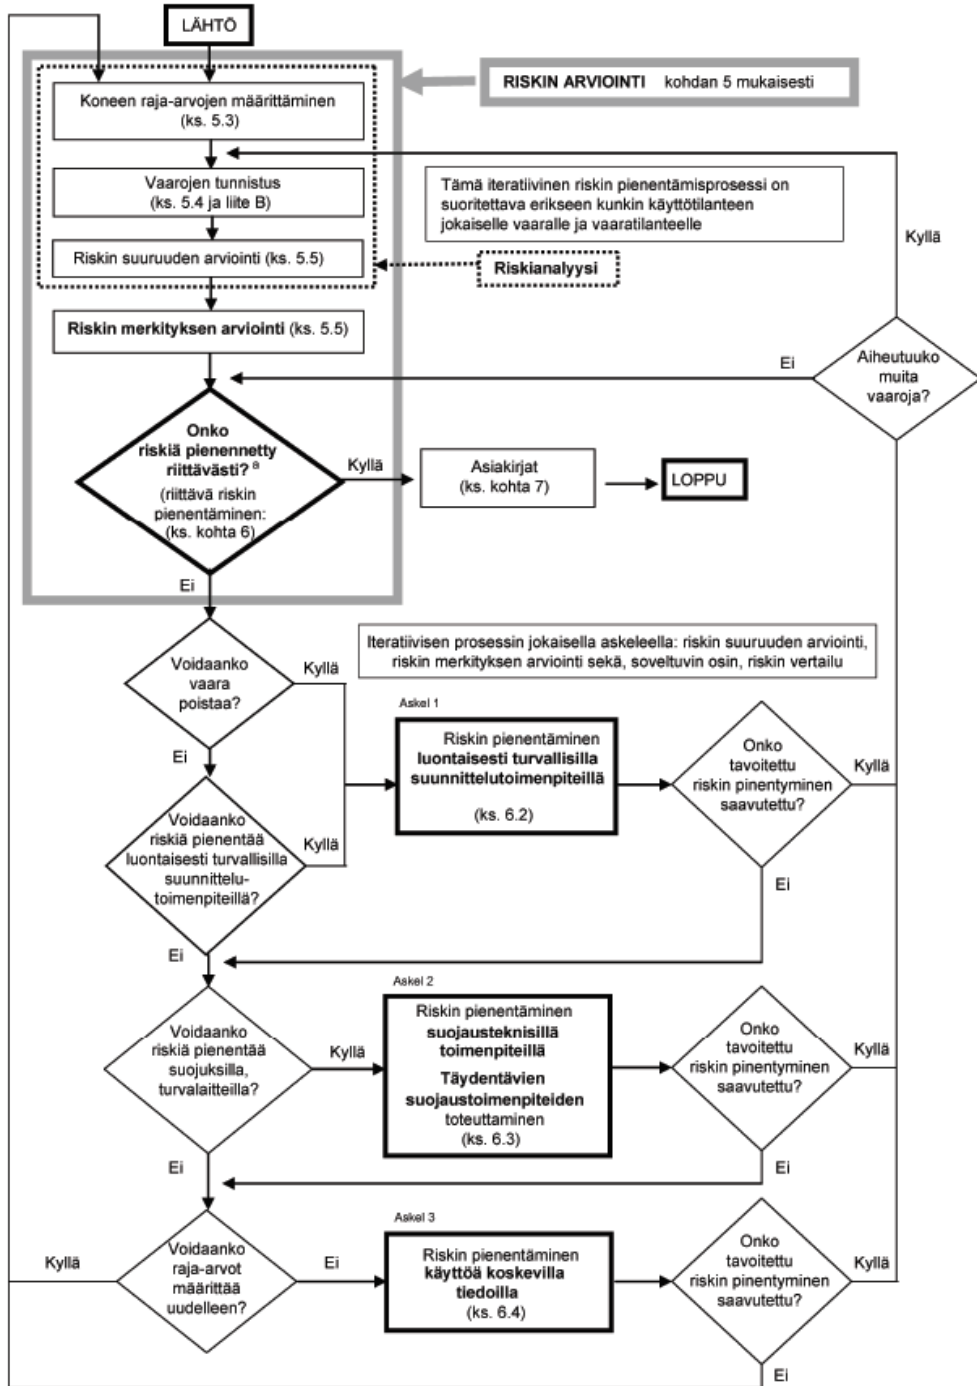 LÄHTÖ
RISKIN ARVIOINTI kohdan 5 mukaisesti
Koneen raja-arvojen määrittäminen
(ks. 5.3)
Vaarojen tunnistus
(ks. 5.4 ja liite B)
Tämä iteratiivinen riskin pienentämisprosessi on
suoritettava erikseen kunkin käyttötilanteen
jokaiselle vaaralle ja vaaratilanteelle
Kyllä
Riskin suuruuden arviointi (ks. 5.5)
Riskianalyysi
Riskin merkityksen arviointi (ks. 5.5)
Ei
Aiheutuuko
muita
vaaroja?
Onko
riskiä pienennetty
riittävästi? a
(riittävä riskin
pienentäminen:
(ks. kohta 6)
Kyllä
Asiakirjat
(ks. kohta 7)
LOPPU
Ei
Iteratiivisen prosessin jokaisella askeleella: riskin suuruuden arviointi,
riskin merkityksen arviointi sekä, soveltuvin osin, riskin vertailu
Voidaanko
vaara
poistaa?
Kyllä
Ei
Askel 1
Riskin pienentäminen
luontaisesti turvallisilla
suunnittelutoimenpiteillä
(ks. 6.2)
Onko
tavoitettu
riskin pinentyminen
saavutettu?
Kyllä
Ei
Voidaanko
riskiä pienentää
luontaisesti turvallisilla
suunnittelu-
toimenpiteillä?
Kyllä
Ei
Askel 2
Voidaanko
riskiä pienentää
suojuksilla,
turvalaitteilla?
Kyllä
Riskin pienentäminen
suojausteknisillä
toimenpiteillä
Täydentävien
suojaustoimenpiteiden
toteuttaminen
(ks. 6.3)
Onko
tavoitettu
riskin pinentyminen
saavutettu?
Kyllä
Ei
Ei
Askel 3
Kyllä
Voidaanko
raja-arvot
määrittää
uudelleen?
Ei
Riskin pienentäminen
käyttöä koskevilla
tiedoilla
(ks. 6.4)
Onko
tavoitettu
riskin pinentyminen
saavutettu?
Kyllä
Ei